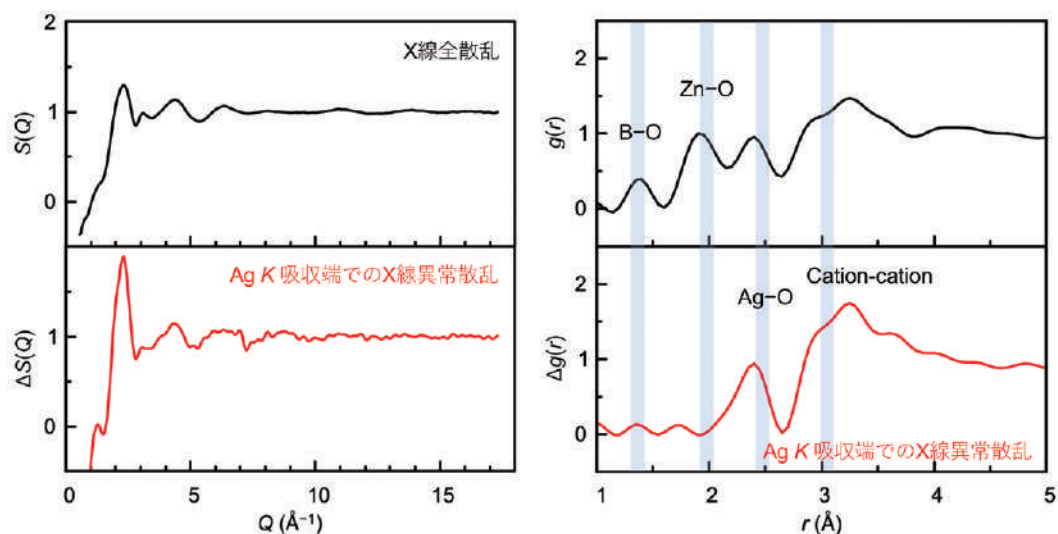 2
X線全散乱
1
S(Q)
0
Ag K 吸収端でのX線異常散乱
1
ΔS(Q)
0
0
5
10
15
Q (Å⁻¹)
2
Zn−O
B−O
1
g(r)
0
Cation-cation
2
Ag−O
1
Δg(r)
0
Ag K 吸収端でのX線異常散乱
1
2
3
4
5
r (Å)